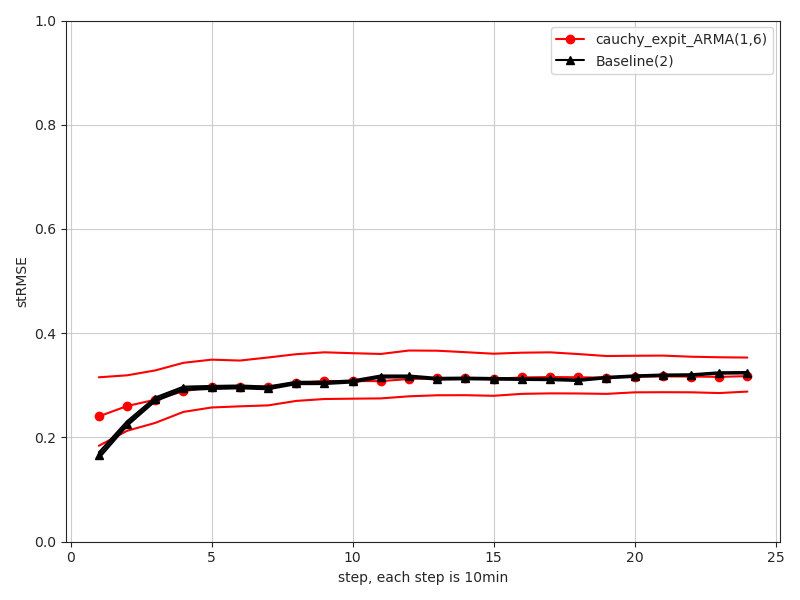 cauchy_expit_ARMA(1,6)
Baseline(2)
stRMSE
1.0
0.8
0.6
0.4
0.2
0.0
0 5 10 15 20 25
step, each step is 10min